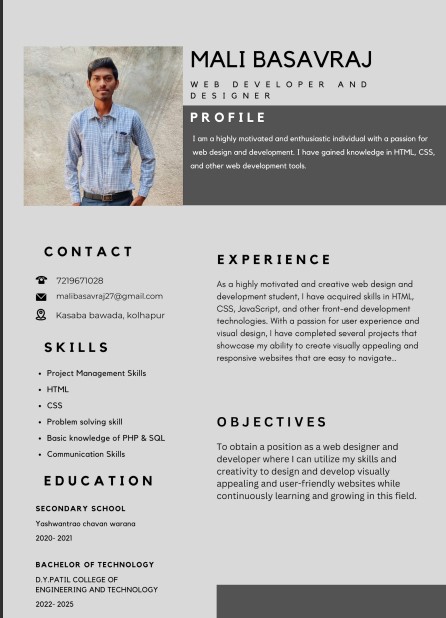 MALI BASAVRAJ
WEB DEVELOPER AND
DESIGNER
PROFILE
I am a highly motivated and enthusiastic individual with a passion for
web design and development. I have gained knowledge in HTML, CSS,
and other web development tools.
CONTACT
7219671028
malibasavraj27@gmail.com
Kasaba bawada, kolhapur
SKILLS
• Project Management Skills
• HTML
• CSS
• Problem solving skill
• Basic knowledge of PHP & SQL
• Communication Skills
EDUCATION
SECONDARY SCHOOL
Yashwantrao chavan warana
2020- 2021
BACHELOR OF TECHNOLOGY
D.Y.PATIL COLLEGE OF
ENGINEERING AND TECHNOLOGY
2022- 2025
EXPERIENCE
As a highly motivated and creative web design and
development student, I have acquired skills in HTML,
CSS, JavaScript, and other front-end development
technologies. With a passion for user experience and
visual design, I have completed several projects that
showcase my ability to create visually appealing and
responsive websites that are easy to navigate..
OBJECTIVES
To obtain a position as a web designer and
developer where I can utilize my skills and
creativity to design and develop visually
appealing and user-friendly websites while
continuously learning and growing in this field.